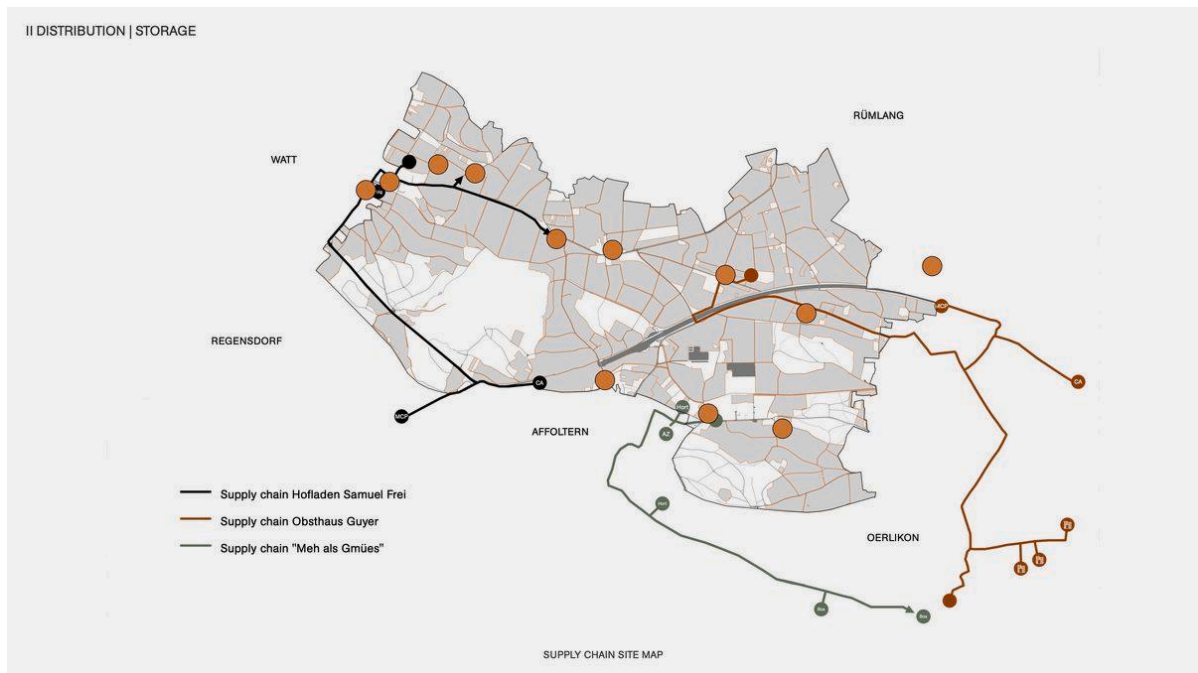 II DISTRIBUTION | STORAGE
RÜMLANG
WATT
REGENSDORF
MCP
CA
CA
MCP
AFFOLTERN
AZ
Supply chain Hofladen Samuel Frei
Supply chain Obsthaus Guyer
Supply chain "Meh als Gmües"
OERLIKON
SUPPLY CHAIN SITE MAP